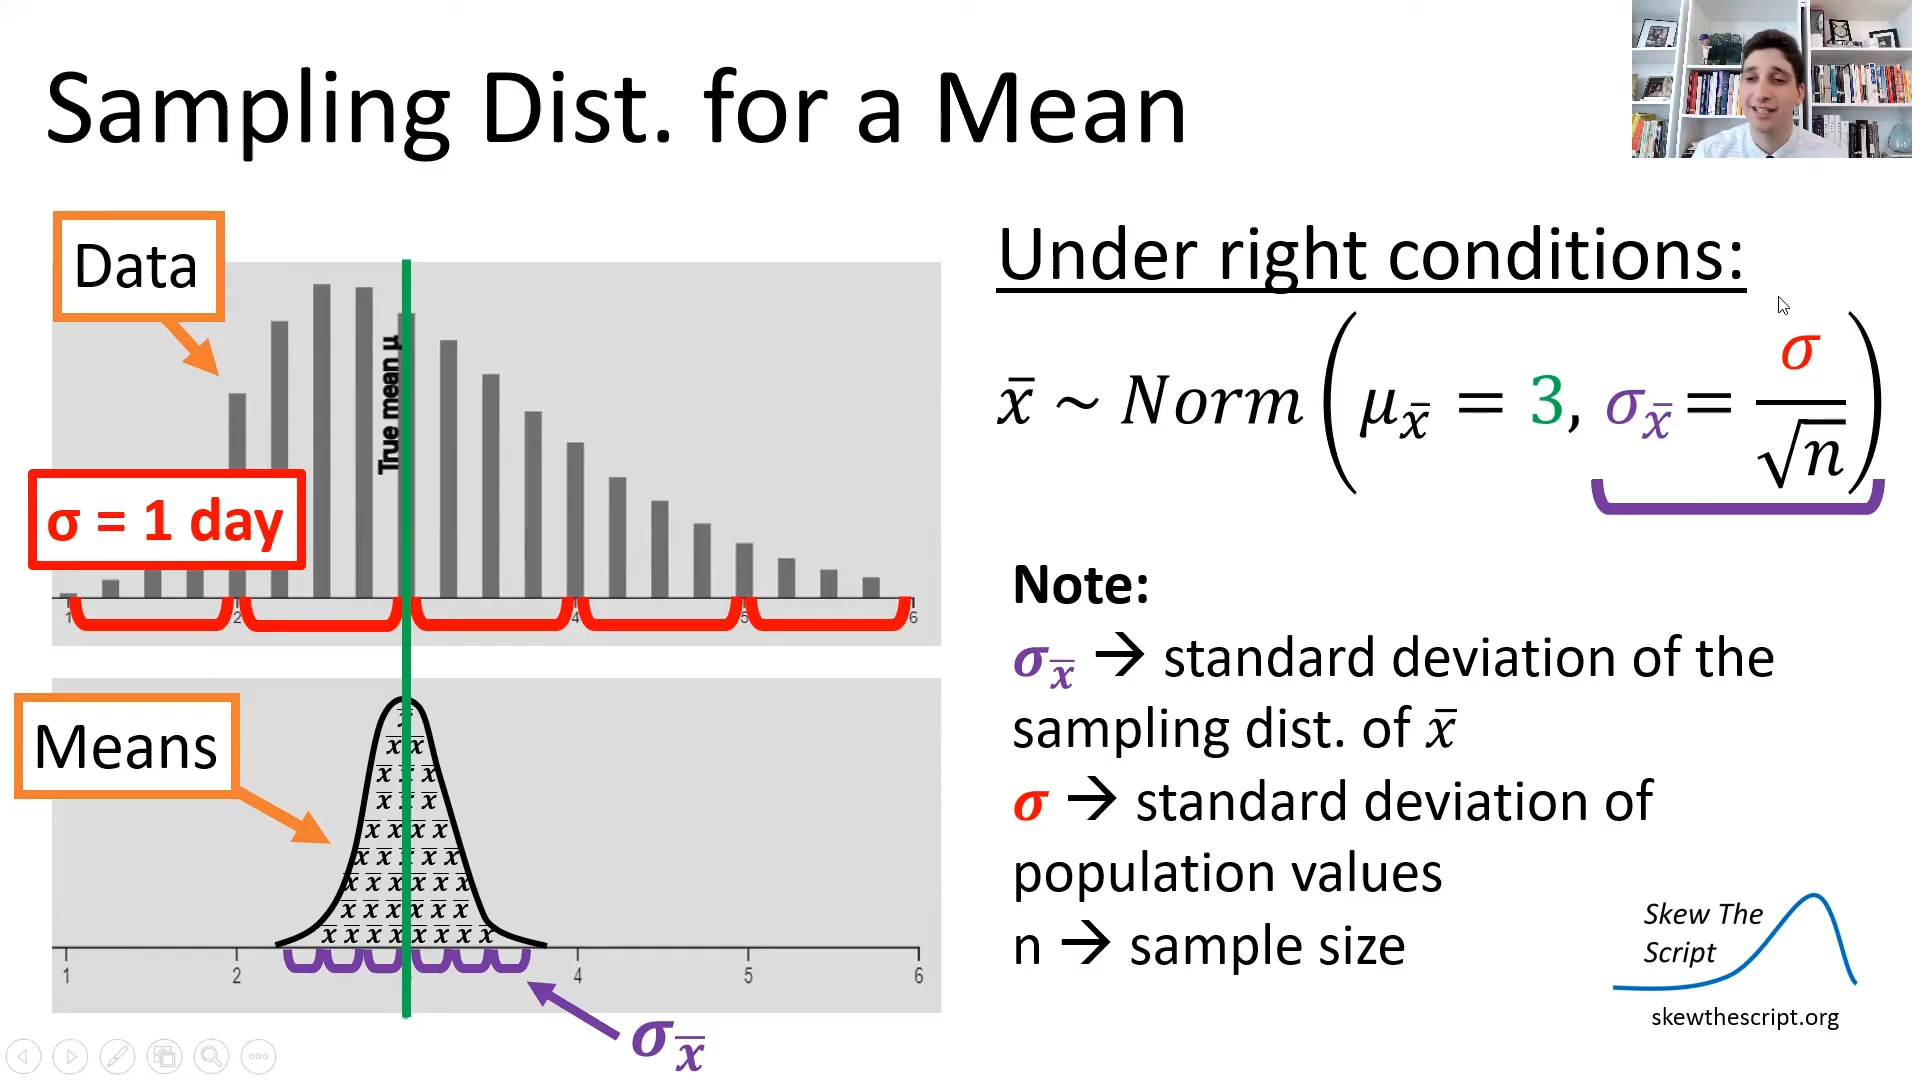 Sampling Dist. for a Mean
Data
True mean μ
σ = 1 day
1 2 4 5 6
Means
x̄
x̄ x̄
x̄ x̄ x̄
x̄ x̄ x̄
x̄ x̄ x̄ x̄
x̄ x̄ x̄ x̄ x̄
x̄ x̄ x̄ x̄ x̄ x̄
x̄ x̄ x̄ x̄ x̄ x̄
x̄ x̄ x̄ x̄ x̄ x̄ x̄ x̄
1 2 4 5 6
σx̄
Under right conditions:
x̄ ~ Norm (μx̄ = 3, σx̄ = σ/√n)
Note:
σx̄ → standard deviation of the
sampling dist. of x̄
σ → standard deviation of
population values
n → sample size
Skew The
Script
skewthescript.org